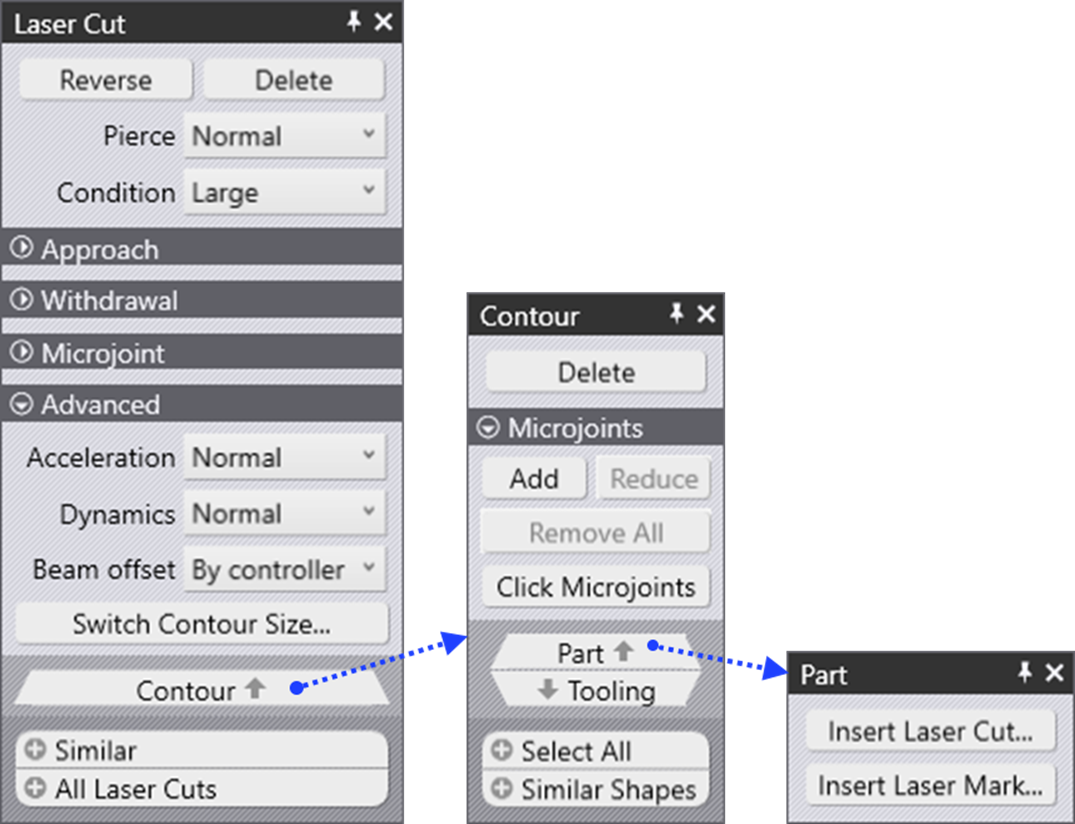 Laser Cut
Reverse Delete
Pierce Normal
Condition Large
Approach
Withdrawal
Microjoint
Advanced
Acceleration Normal
Dynamics Normal
Beam offset By controller
Switch Contour Size...
Contour
Similar
All Laser Cuts
Contour
Delete
Microjoints
Add Reduce
Remove All
Click Microjoints
Part
Tooling
Select All
Similar Shapes
Part
Insert Laser Cut...
Insert Laser Mark...